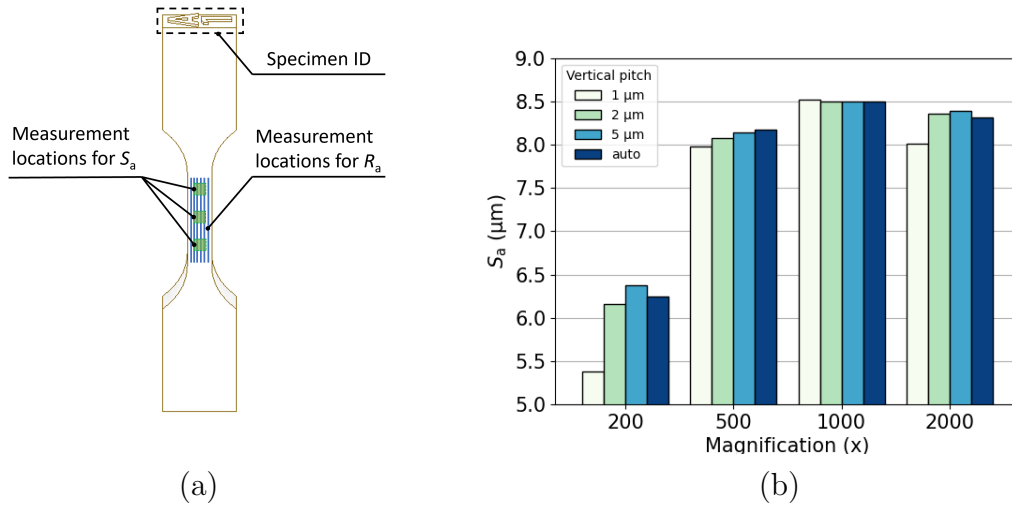 Specimen ID
Measurement
locations for Sₐ
Measurement
locations for Rₐ
(a)
9.0
8.5
8.0
7.5
7.0
6.5
6.0
5.5
5.0
Sₐ (μm)
Vertical pitch
1 μm
2 μm
5 μm
auto
200 500 1000 2000
Magnification (x)
(b)